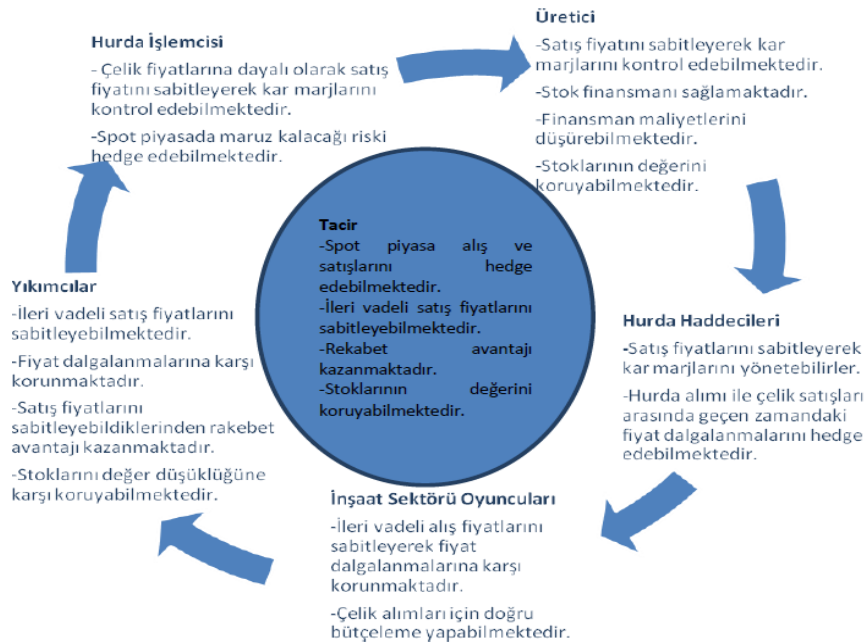 Hurda İşlemcisi
- Çelik fiyatlarına dayalı olarak satış
fiyatını sabitleyerek kar marjlarını
kontrol edebilmektedir.
-Spot piyasada maruz kalacağı riski
hedge edebilmektedir.
Üretici
-Satış fiyatını sabitleyerek kar
marjlarını kontrol edebilmektedir.
-Stok finansmanı sağlamaktadır.
-Finansman maliyetlerini
düşürebilmektedir.
-Stoklarının değerini
koruyabilmektedir.
Tacir
-Spot piyasa alış ve
satışlarını hedge
edebilmektedir.
-İleri vadeli satış fiyatlarını
sabitleyebilmektedir.
-Rekabet avantajı
kazanmaktadır.
-Stoklarının değerini
koruyabilmektedir.
Yıkımcılar
-İleri vadeli satış fiyatlarını
sabitleyebilmektedir.
-Fiyat dalgalanmalarına karşı
korunmaktadır.
-Satış fiyatlarını
sabitleyebildiklerinden rakebet
avantajı kazanmaktadır.
-Stoklarını değer düşüklüğüne
karşı koruyabilmektedir.
Hurda Haddecileri
-Satış fiyatlarını sabitleyerek
kar marjlarını yönetebilirler.
-Hurda alımı ile çelik satışları
arasında geçen zamandaki
fiyat dalgalanmalarını hedge
edebilmektedir.
İnşaat Sektörü Oyuncuları
-İleri vadeli alış fiyatlarını
sabitleyerek fiyat
dalgalanmalarına karşı
korunmaktadır.
-Çelik alımları için doğru
bütçeleme yapabilmektedir.